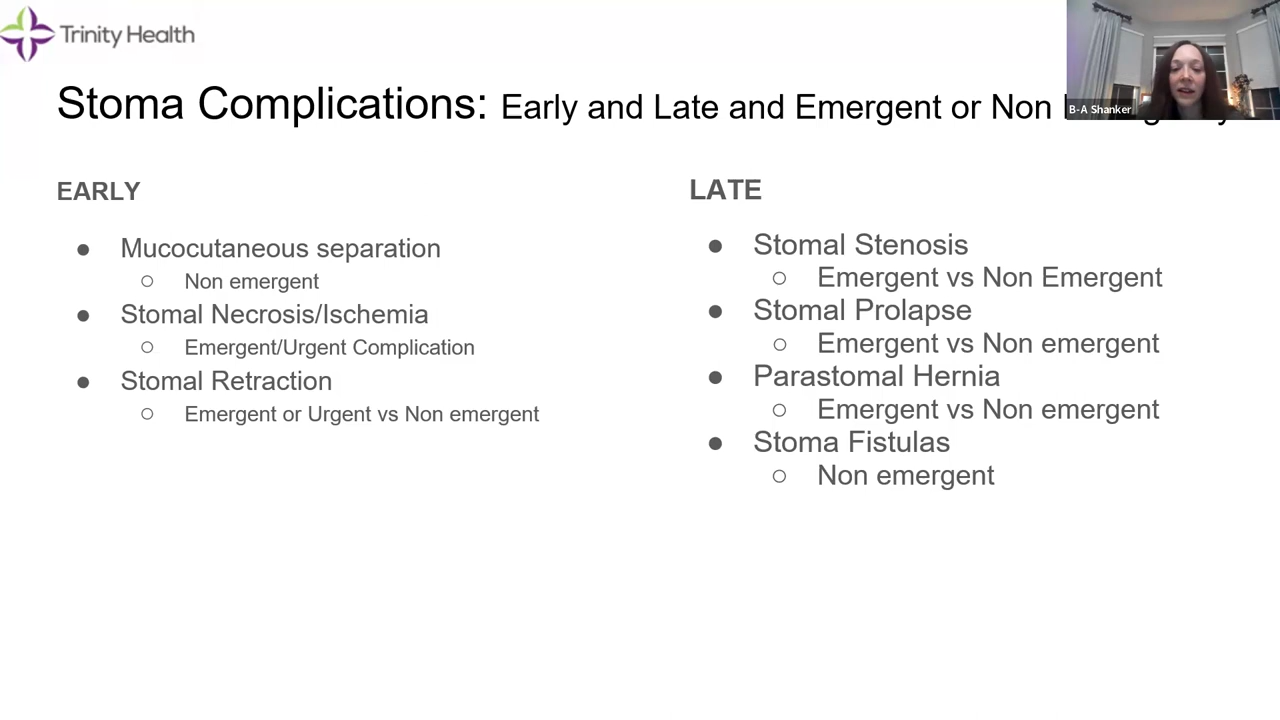 Trinity Health
Stoma Complications: Early and Late and Emergent or Non
B-A Shanker
EARLY
● Mucocutaneous separation
○ Non emergent
● Stomal Necrosis/Ischemia
○ Emergent/Urgent Complication
● Stomal Retraction
○ Emergent or Urgent vs Non emergent
LATE
● Stomal Stenosis
○ Emergent vs Non Emergent
● Stomal Prolapse
○ Emergent vs Non emergent
● Parastomal Hernia
○ Emergent vs Non emergent
● Stoma Fistulas
○ Non emergent